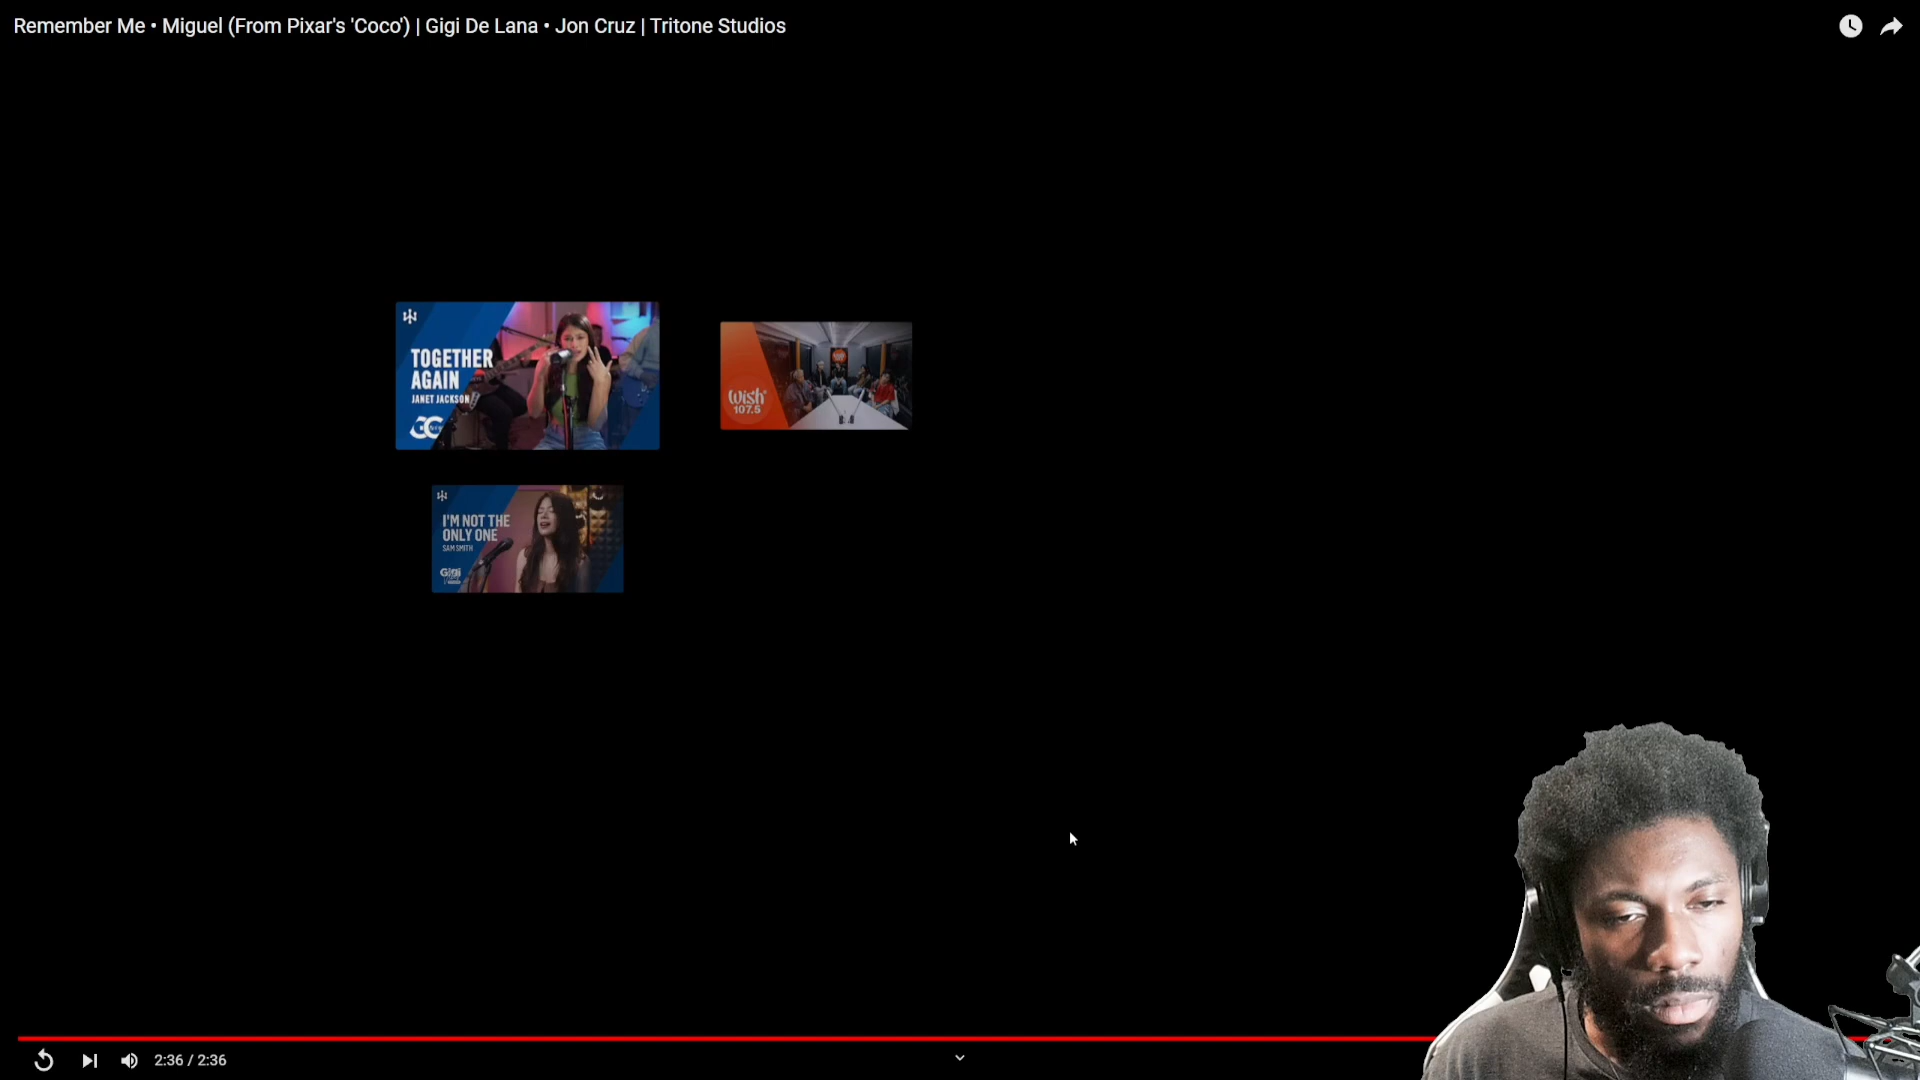 Remember Me • Miguel (From Pixar's 'Coco') | Gigi De Lana • Jon Cruz | Tritone Studios
TOGETHER
AGAIN
JANET JACKSON
Wish
107.5
I'M NOT THE
ONLY ONE
SAM SMITH
GiGi
2:36 / 2:36